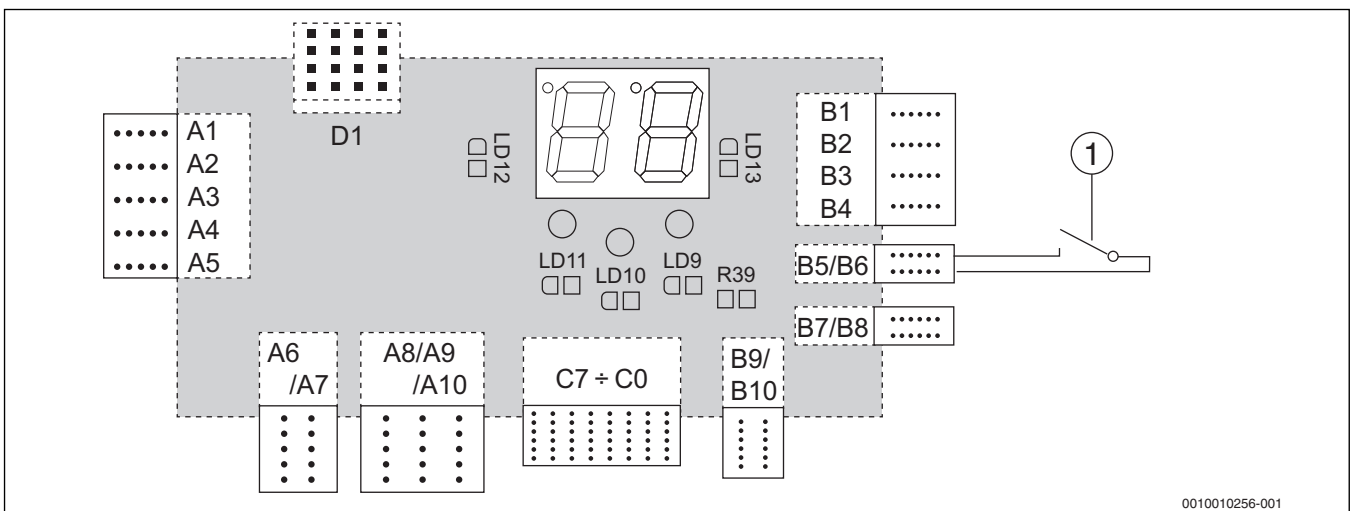 D1
A1
A2
A3
A4
A5
LD12
LD13
LD11
LD10
LD9
R39
B1
B2
B3
B4
B5/B6
B7/B8
1
A6
/A7
A8/A9
/A10
C7 ÷ C0
B9/
B10
0010010256-001